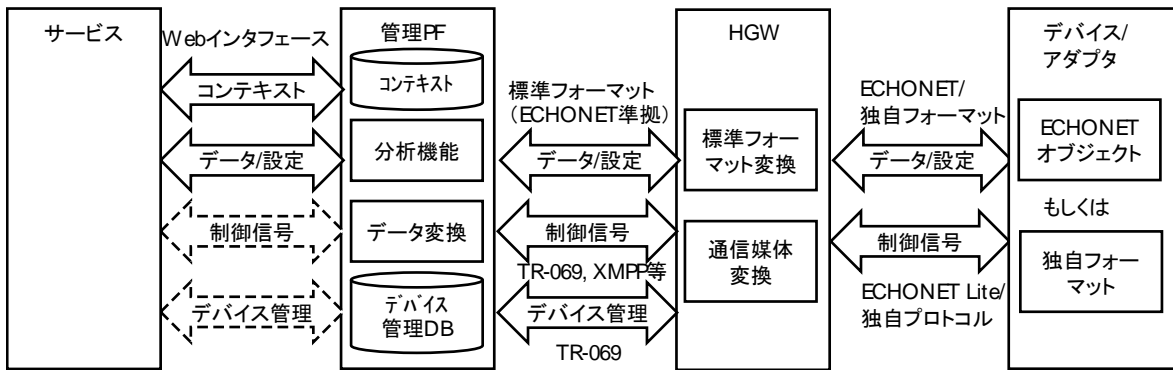 サービス
Webインタフェース
コンテキスト
データ/設定
制御信号
デバイス管理
管理PF
コンテキスト
分析機能
データ変換
デバイス
管理DB
標準フォーマット
（ECHONET準拠）
データ/設定
制御信号
TR-069, XMPP等
デバイス管理
TR-069
HGW
標準フォー
マット変換
通信媒体
変換
ECHONET/
独自フォーマット
データ/設定
制御信号
ECHONET Lite/
独自プロトコル
デバイス/
アダプタ
ECHONET
オブジェクト
もしくは
独自フォー
マット